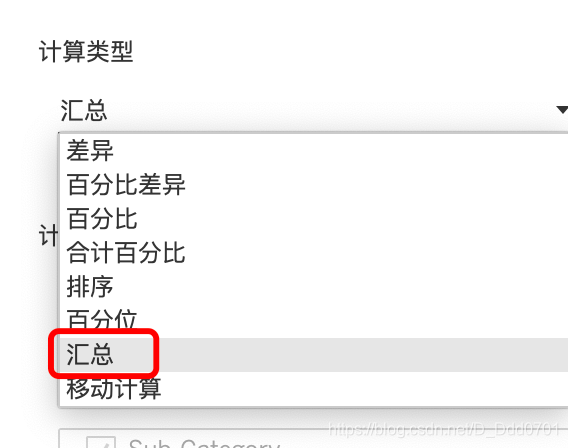 计算类型
汇总
差异
百分比差异
百分比
计
合计百分比
排序
百分位
汇总
移动计算
Sub-Category
https://blog.csdn.net/D_Ddd0701